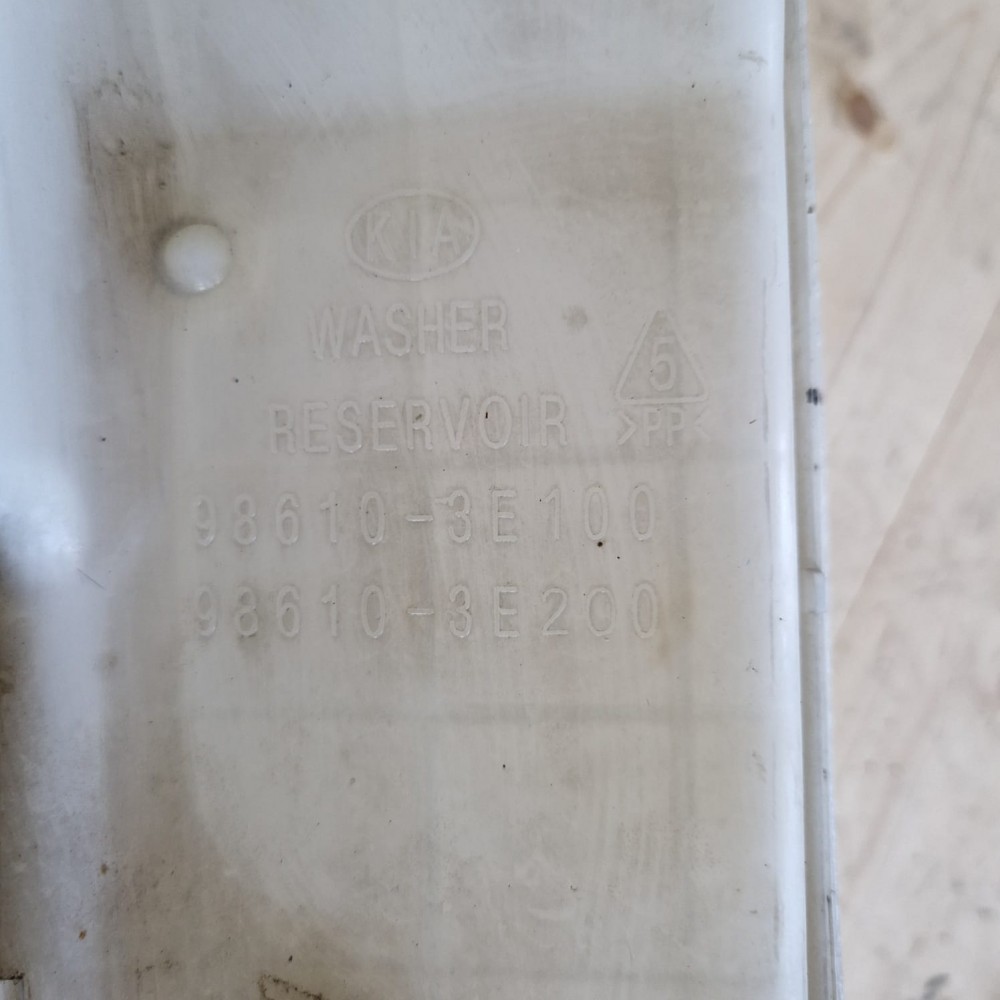 KIA
WASHER
RESERVOIR
5
>PP<
98610-3E100
98610-3E200